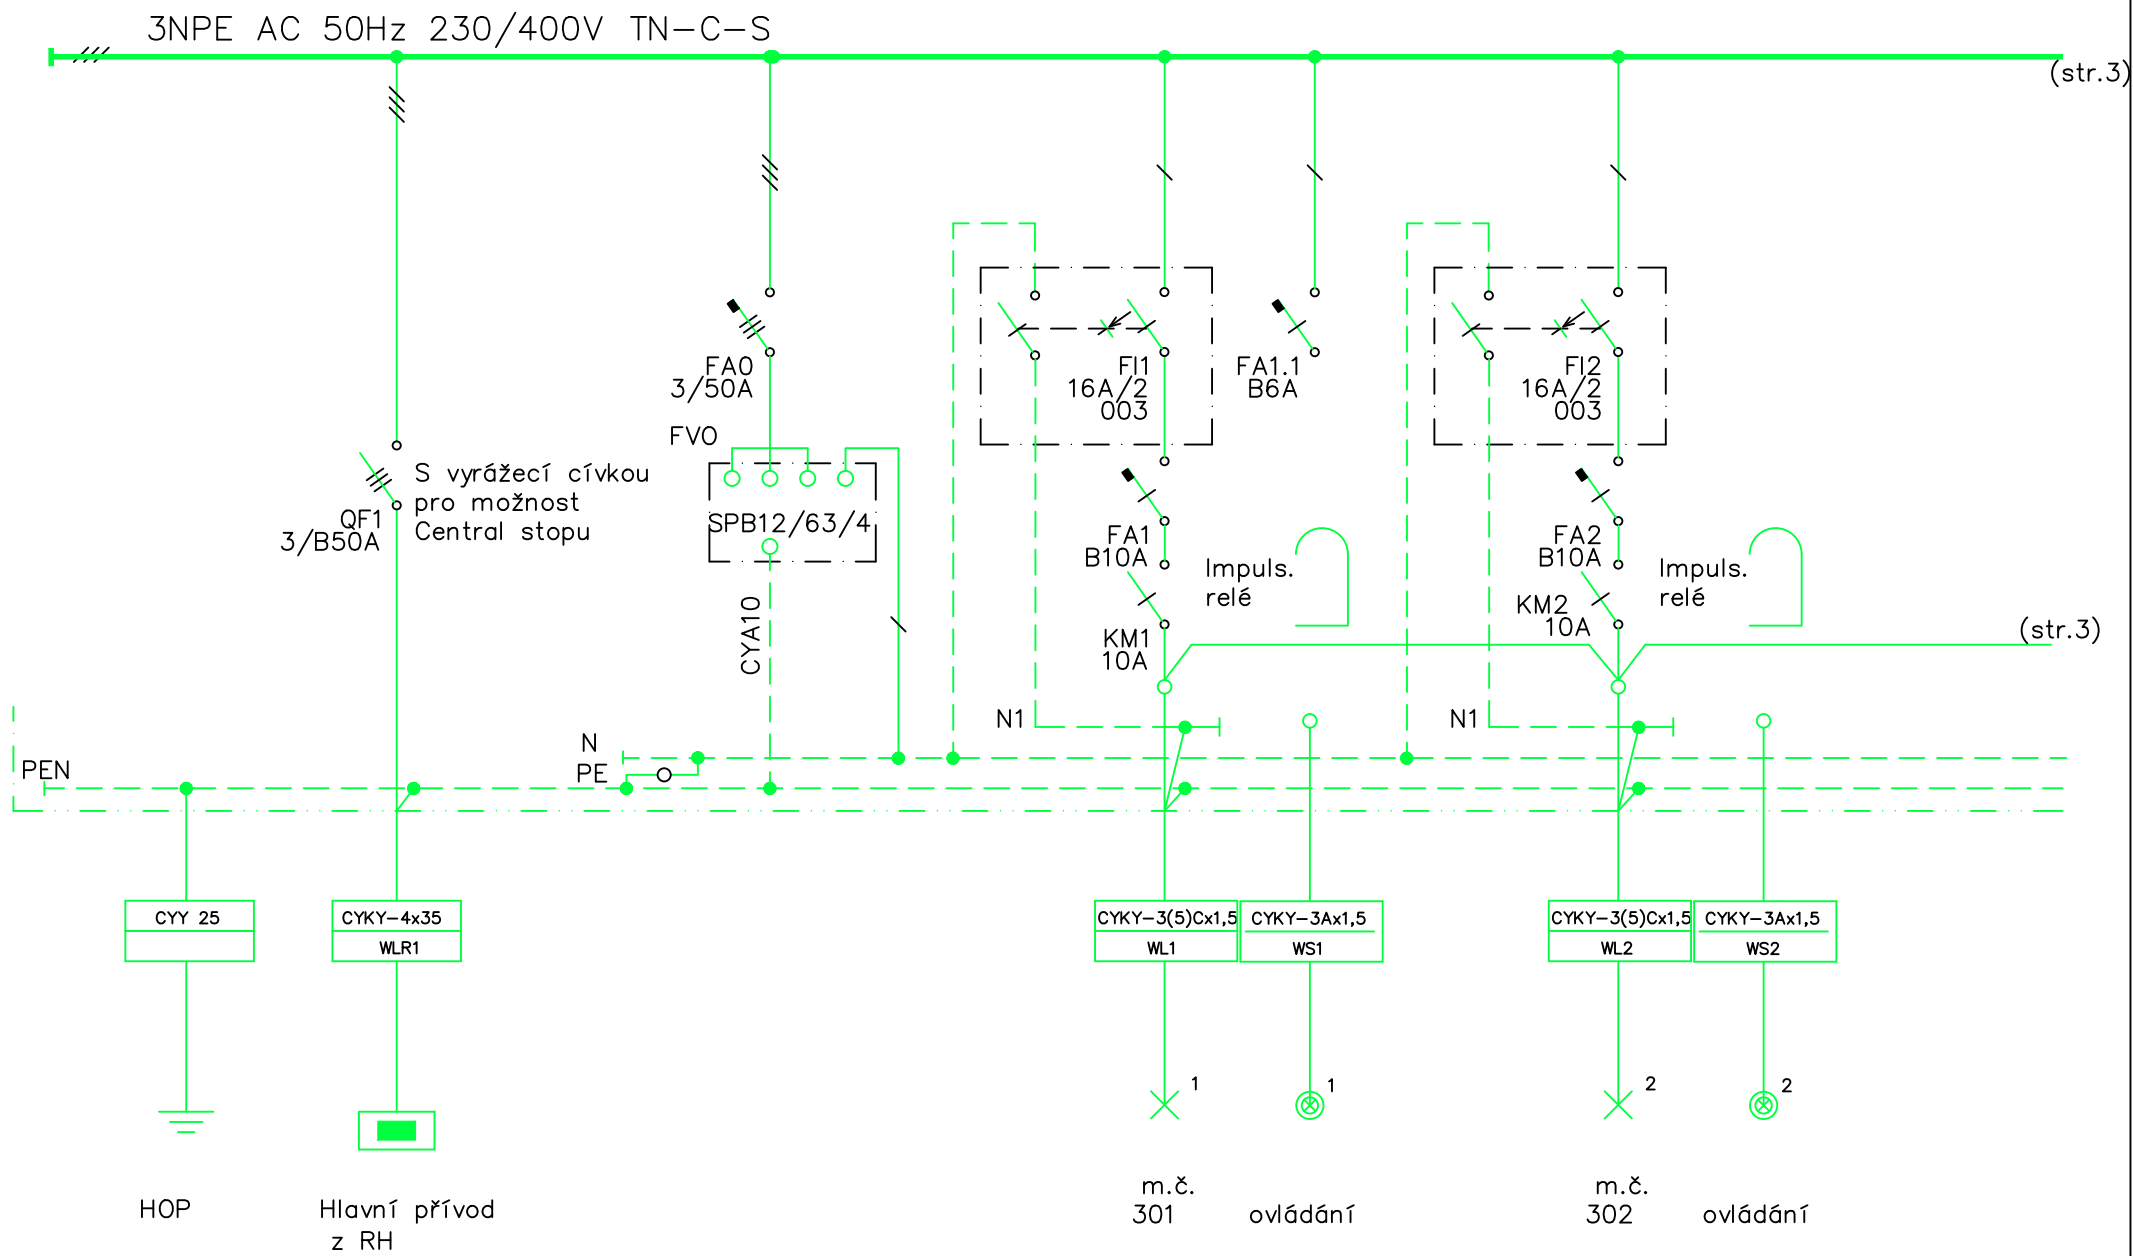 3NPE AC 50Hz 230/400V TN-C-S
(str.3)
FA0
3/50A
FI1
16A/2
003
FA1.1
B6A
FI2
16A/2
003
FV0
S vyrážecí cívkou
pro možnost
Central stopu
QF1
3/B50A
SPB12/63/4
FA1
B10A
Impuls.
relé
FA2
B10A
Impuls.
relé
CYA10
KM1
10A
KM2
10A
(str.3)
N1
N1
N
PE
PEN
CYY 25
CYKY-4x35
WLR1
CYKY-3(5)Cx1,5
WL1
CYKY-3Ax1,5
WS1
CYKY-3(5)Cx1,5
WL2
CYKY-3Ax1,5
WS2
1
1
2
2
HOP
Hlavní přívod
z RH
m.č.
301
ovládání
m.č.
302
ovládání